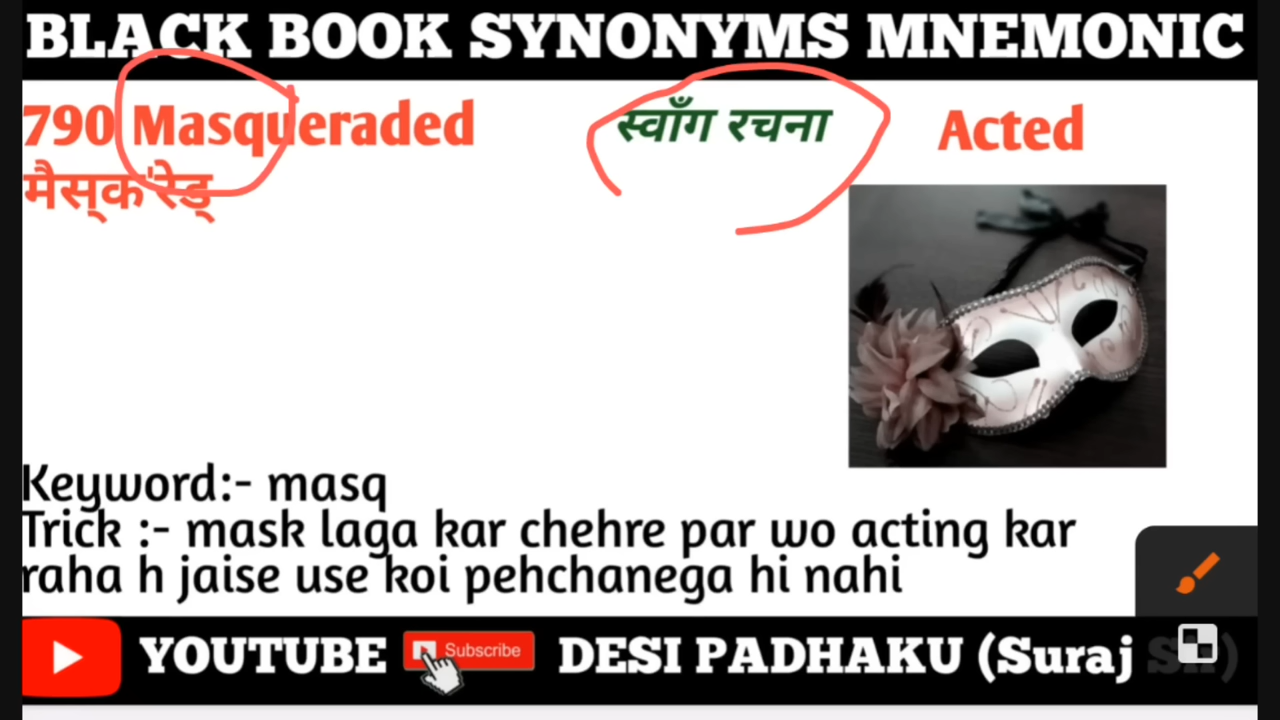 BLACK BOOK SYNONYMS MNEMONIC
790 Masqueraded स्वाँग रचना Acted
मैस्क'रेड्
Keyword:- masq
Trick :- mask laga kar chehre par wo acting kar
raha h jaise use koi pehchanega hi nahi
YOUTUBE Subscribe DESI PADHAKU (Suraj